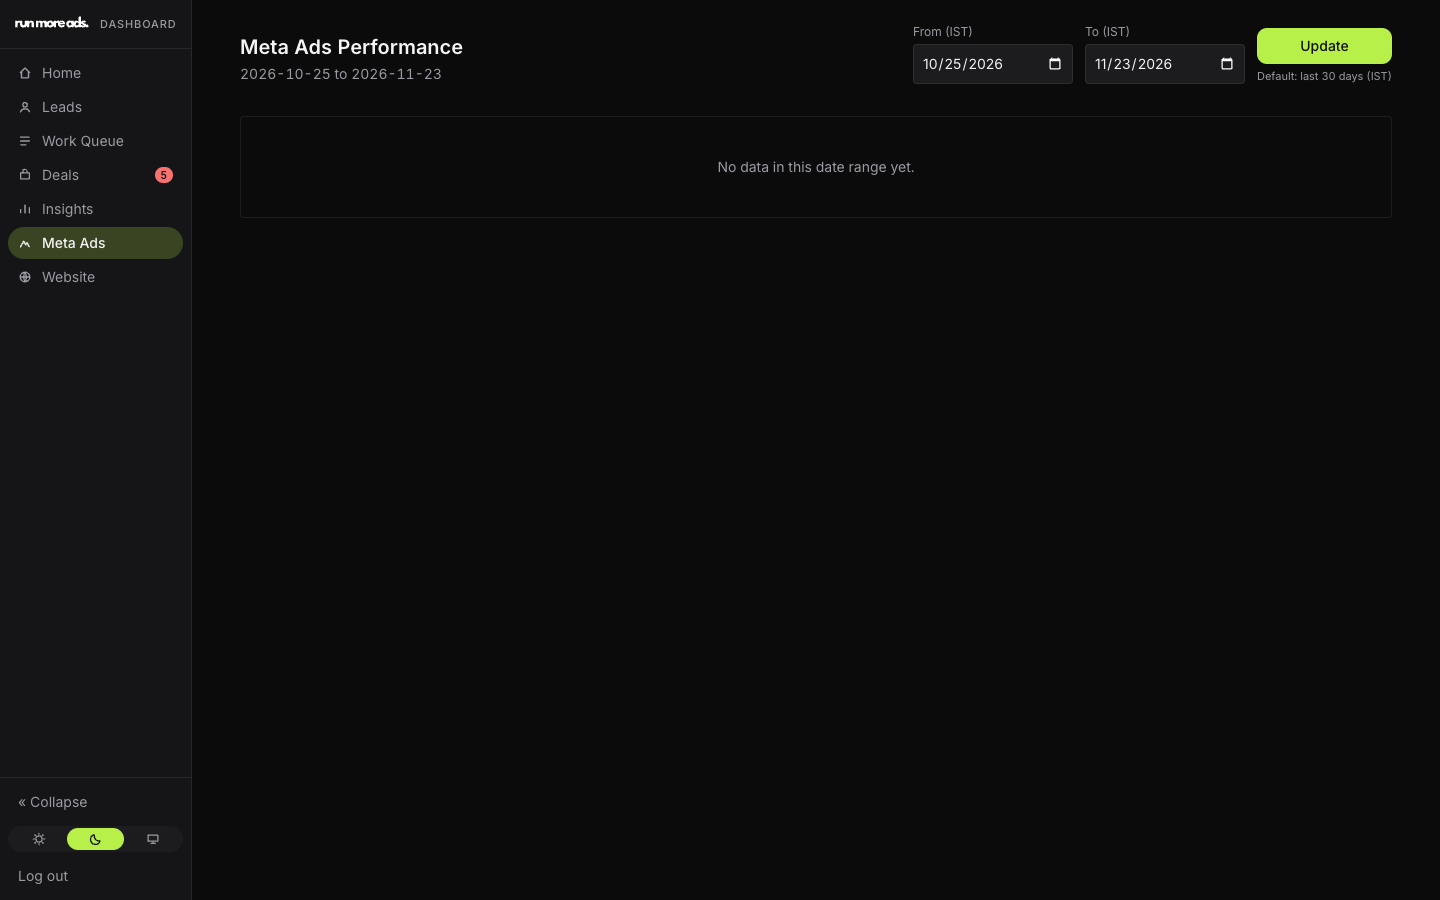 run more ads. DASHBOARD
Home
Leads
Work Queue
Deals 5
Insights
Meta Ads
Website
« Collapse
Log out
Meta Ads Performance
2026-10-25 to 2026-11-23
From (IST)
10/25/2026
To (IST)
11/23/2026
Update
Default: last 30 days (IST)
No data in this date range yet.